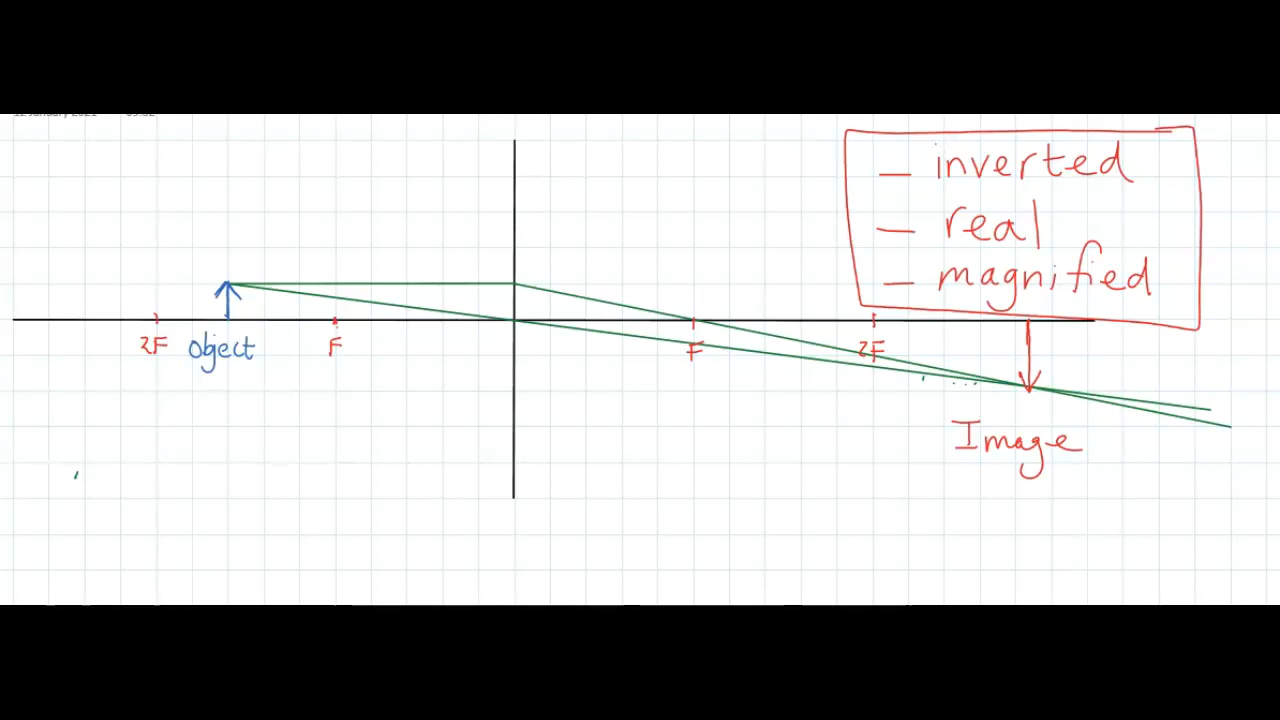 – inverted
– real
– magnified
2F
object
F
F
2F
Image